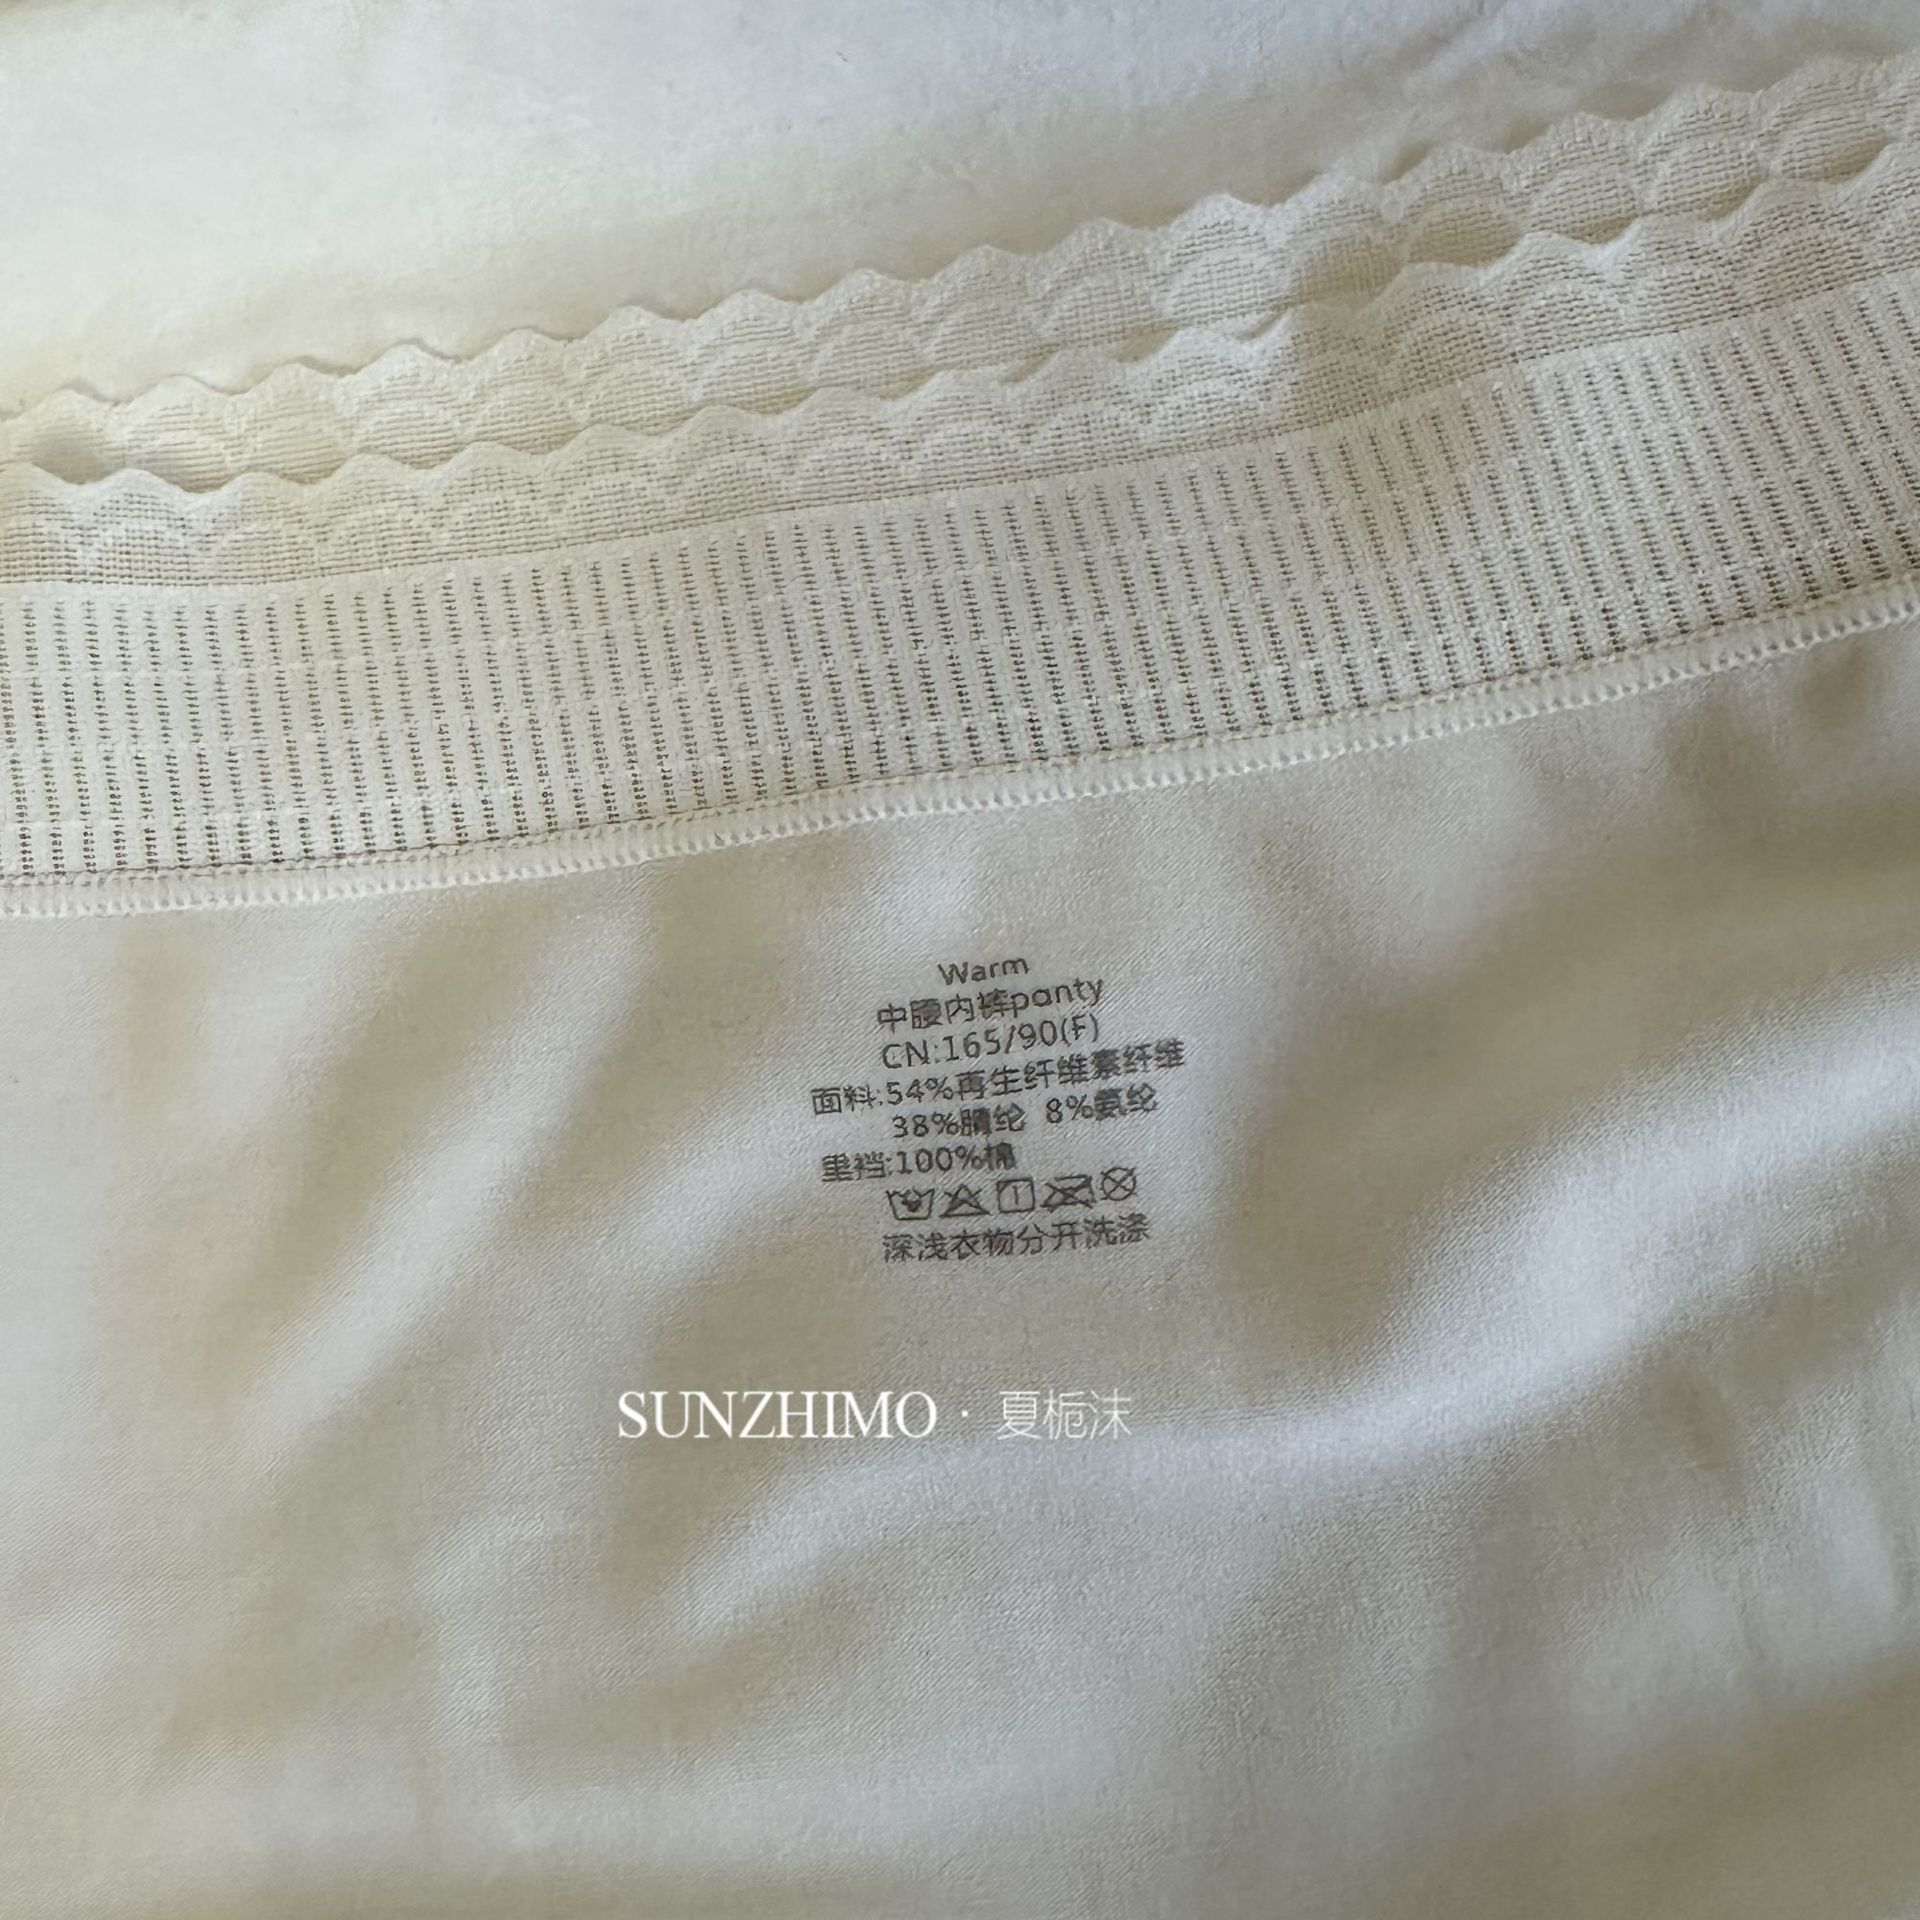 Warm
中腰内裤panty
CN:165/90(F)
面料:54%再生纤维素纤维
38%腈纶 8%氨纶
里裆:100%棉
深浅衣物分开洗涤
SUNZHIMO · 夏栀沫